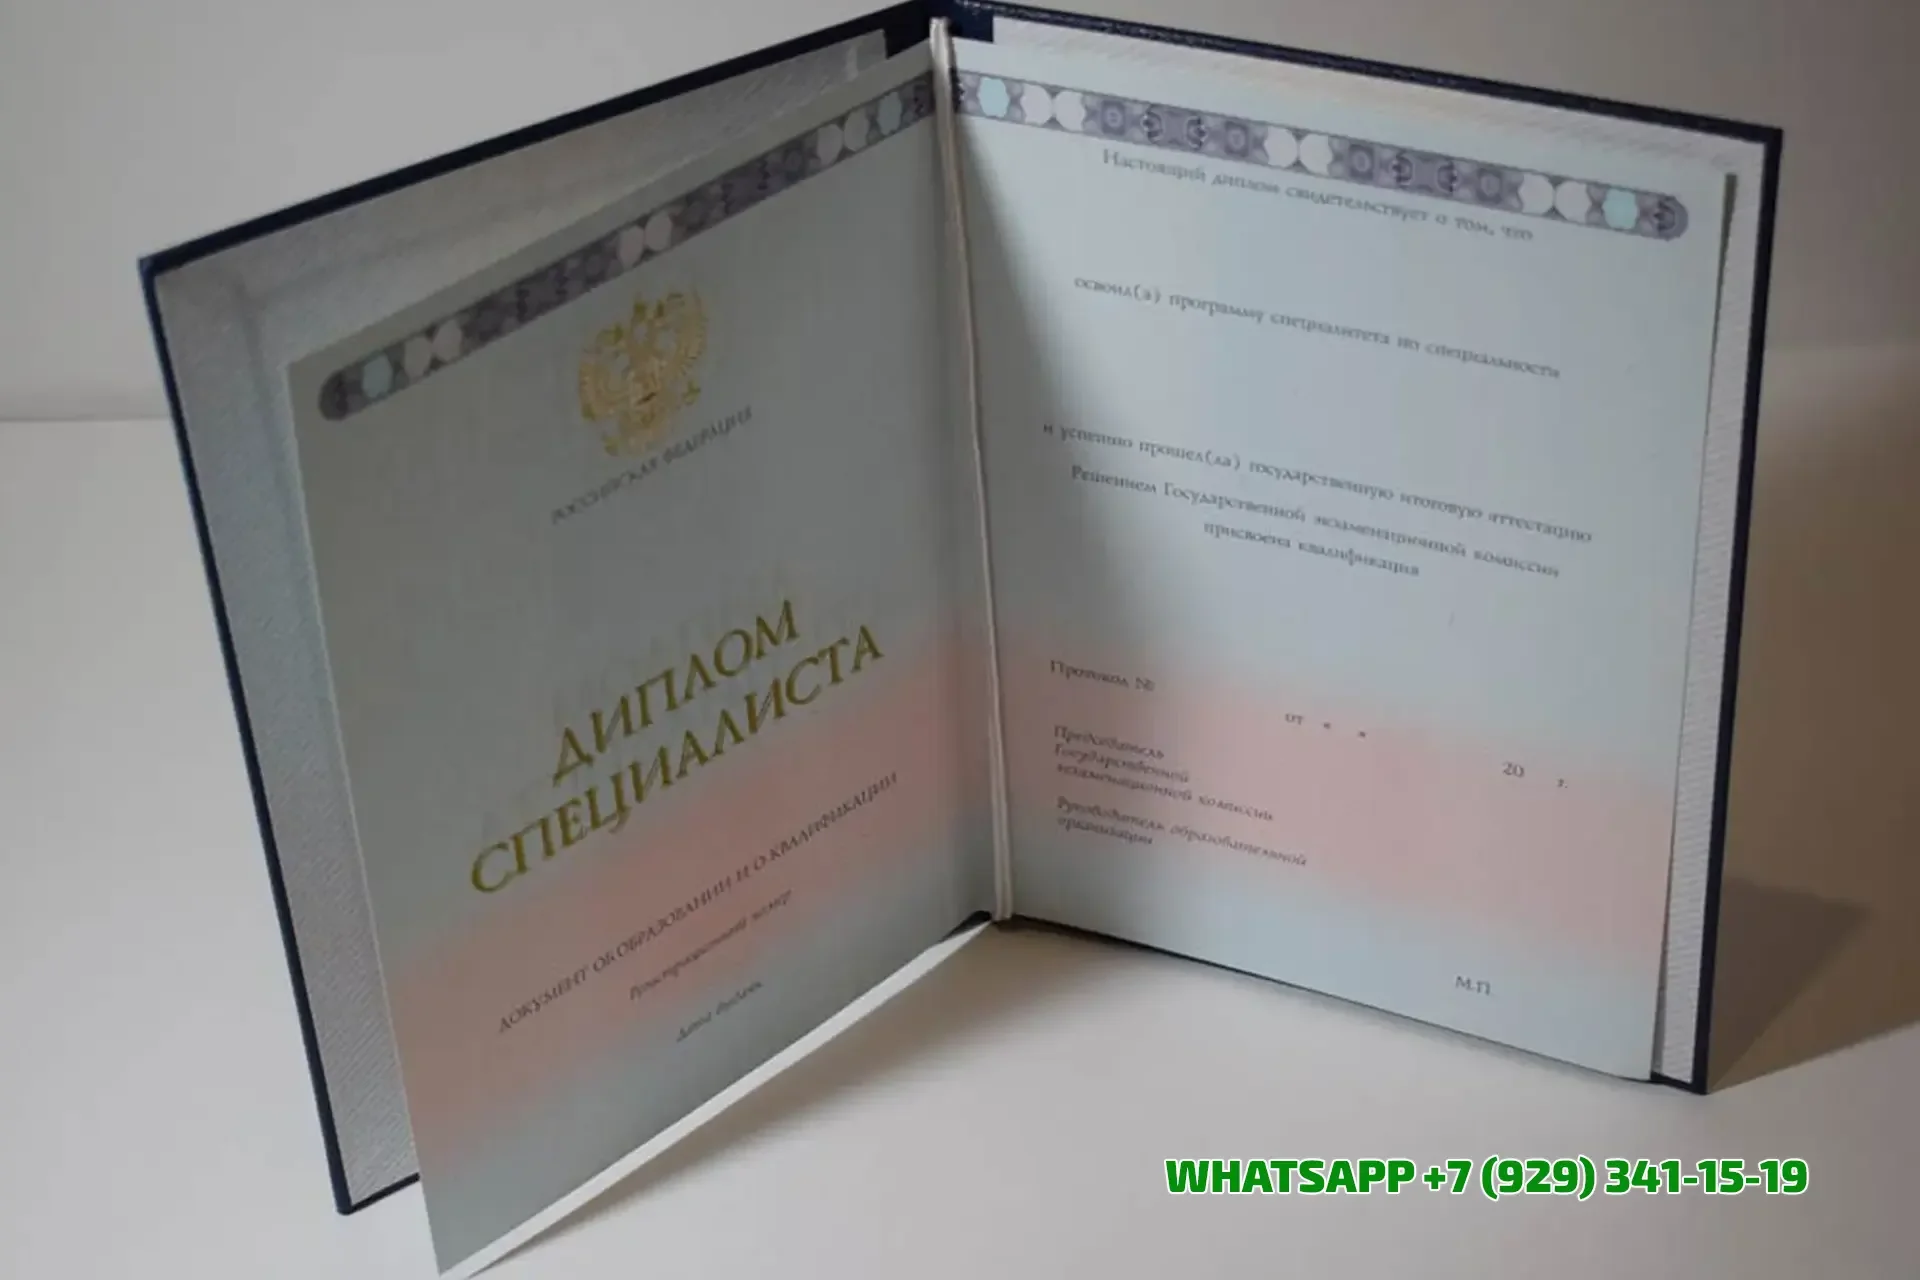 РОССИЙСКАЯ ФЕДЕРАЦИЯ
ДИПЛОМ
СПЕЦИАЛИСТА
ДОКУМЕНТ ОБ ОБРАЗОВАНИИ И О КВАЛИФИКАЦИИ
Регистрационный номер
Дата выдачи
Настоящий диплом свидетельствует о том, что
освоил(а) программу специалитета по специальности
и успешно прошел(ла) государственную итоговую аттестацию
Решением Государственной экзаменационной комиссии
присвоена квалификация
Протокол №
от « »
20 г.
Председатель
Государственной
экзаменационной комиссии
Руководитель образовательной
организации
М.П.
WHATSAPP +7 (929) 341-15-19